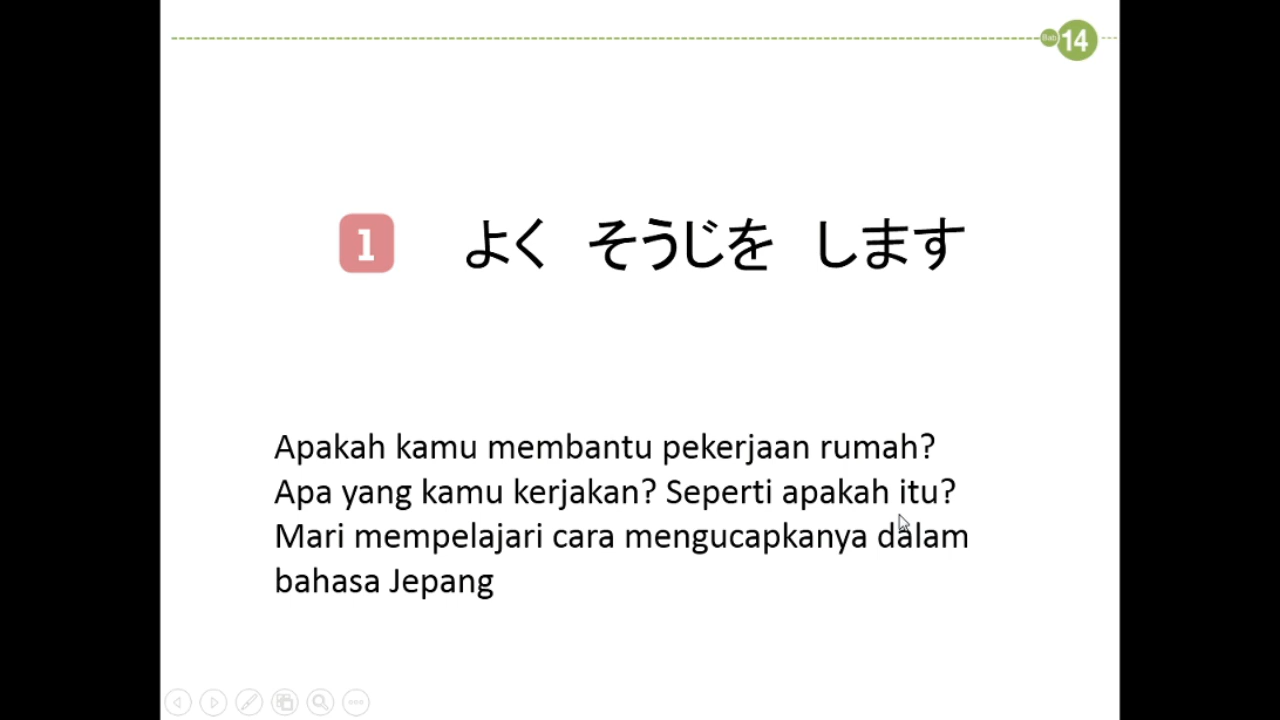 Bab 14
1 よく そうじを します
Apakah kamu membantu pekerjaan rumah?
Apa yang kamu kerjakan? Seperti apakah itu?
Mari mempelajari cara mengucapkanya dalam
bahasa Jepang